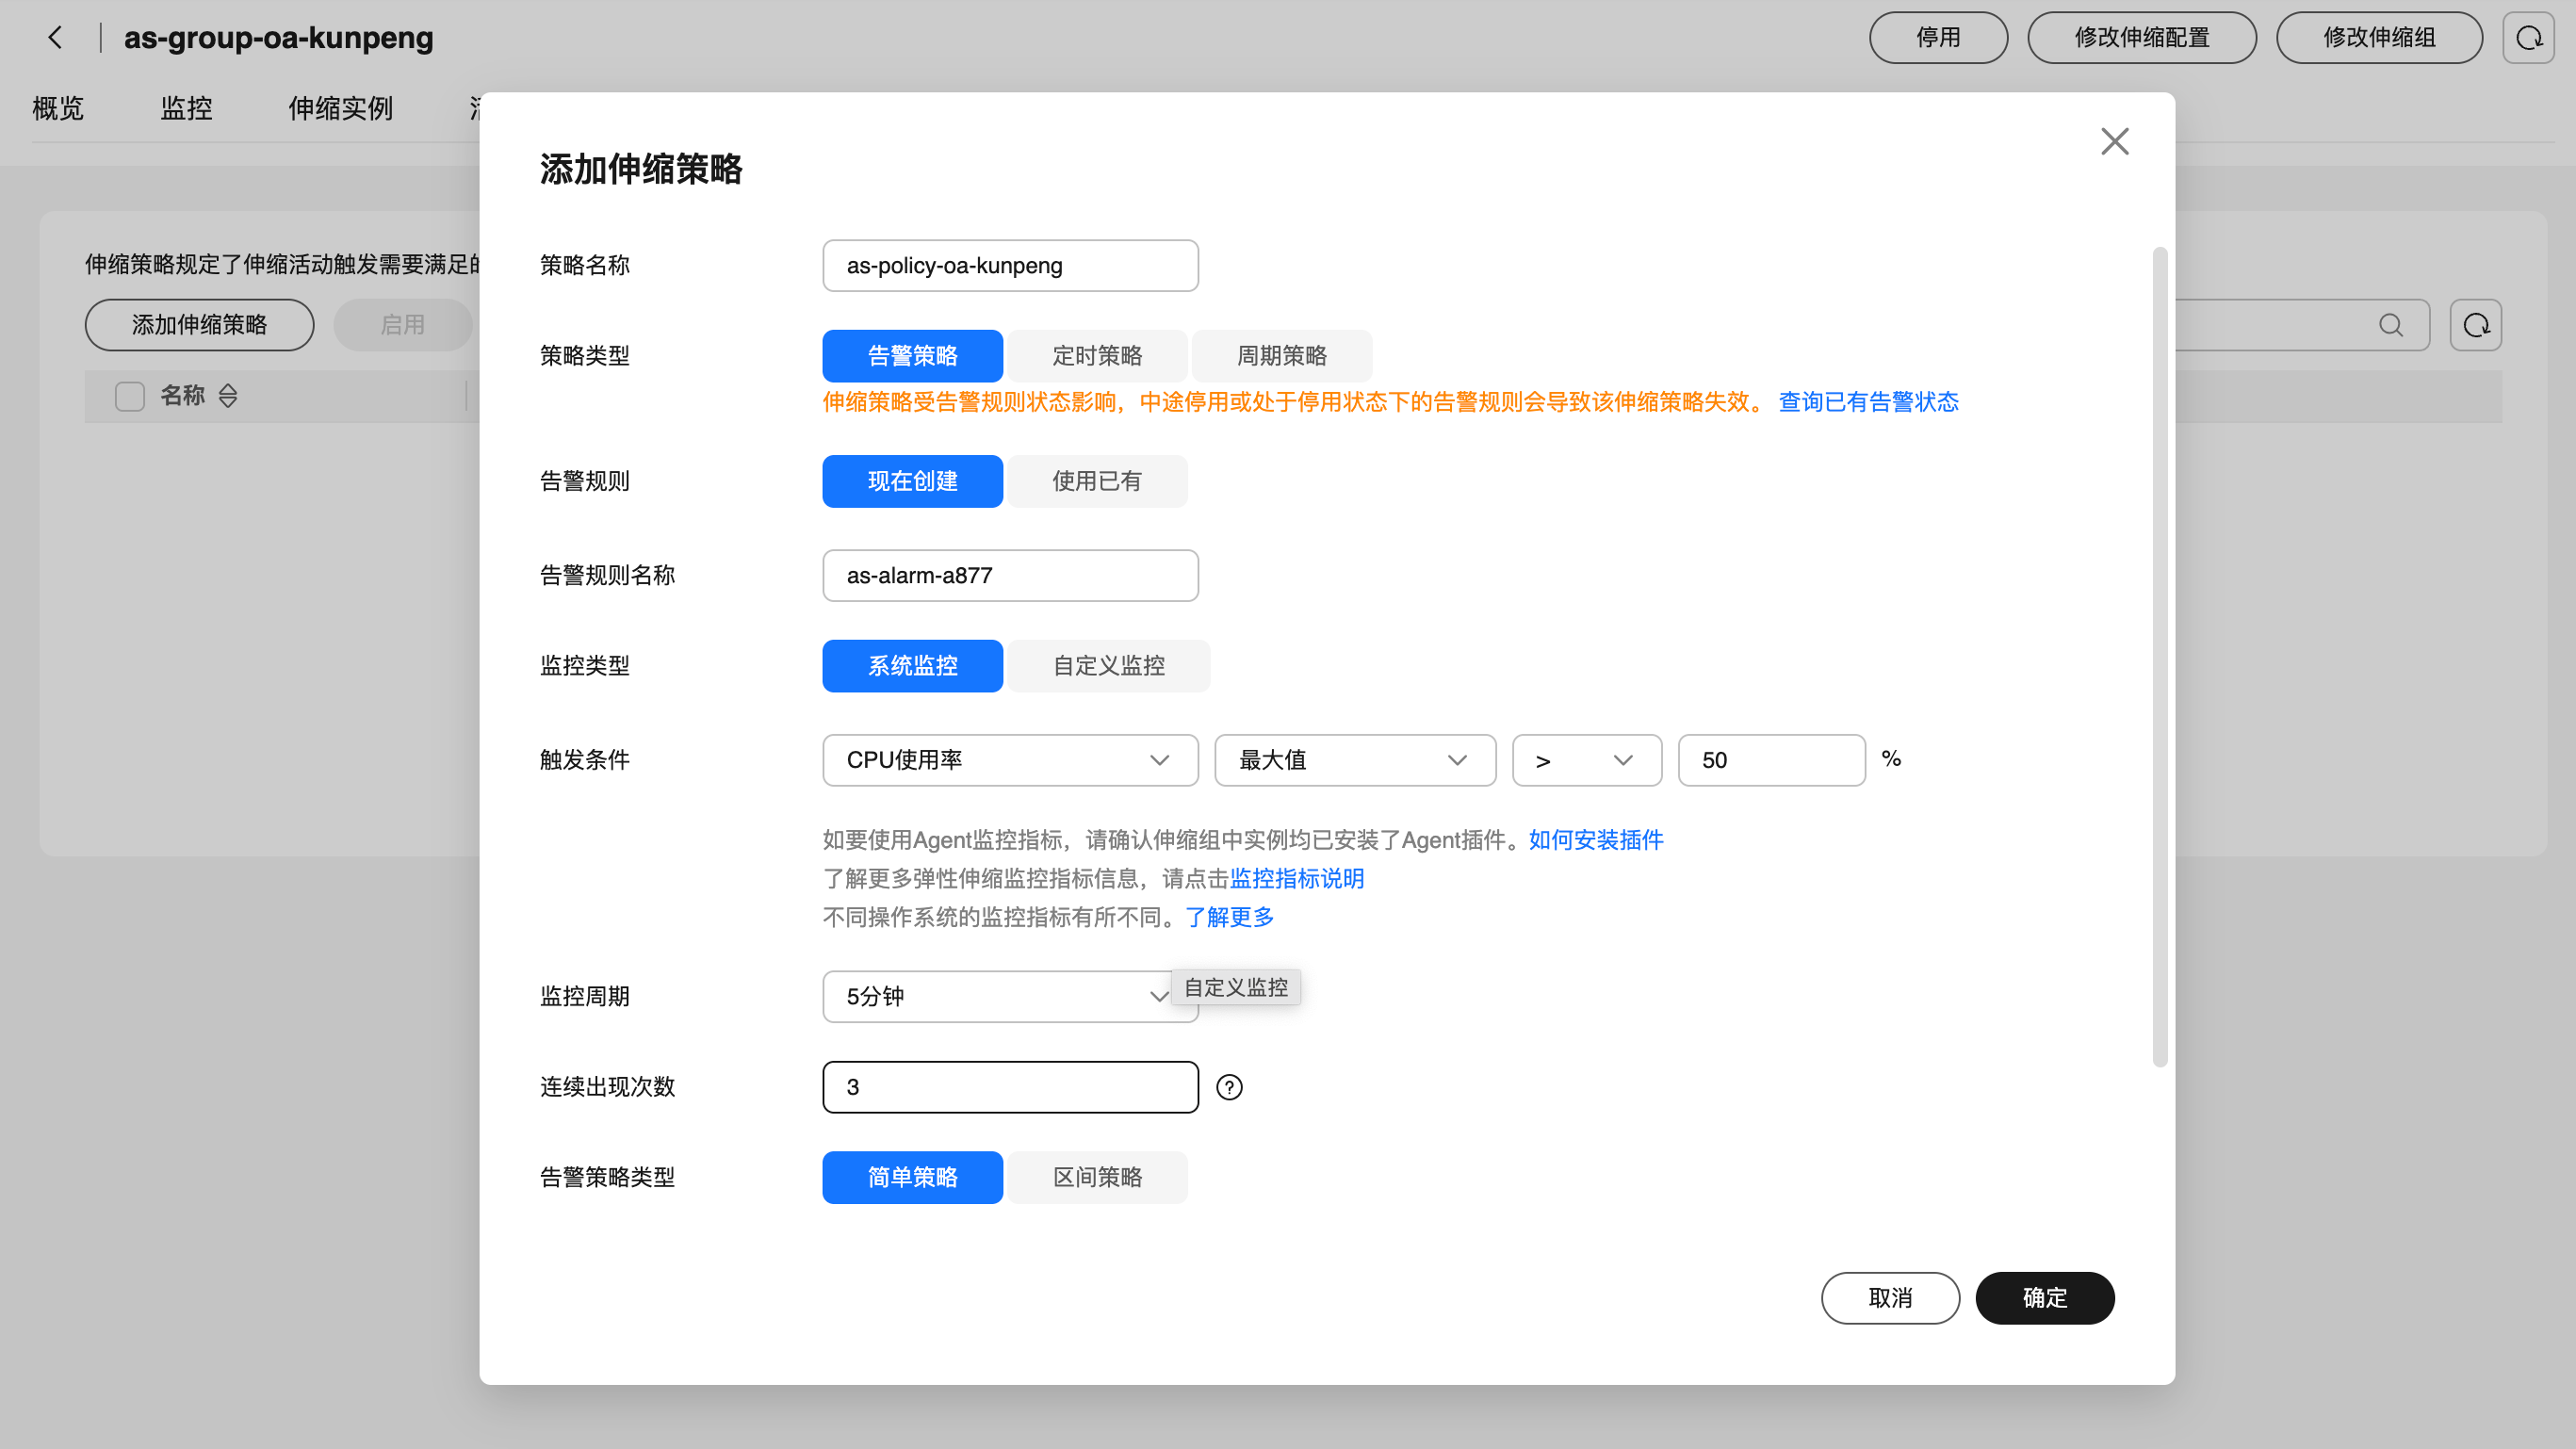 as-group-oa-kunpeng
停用
修改伸缩配置
修改伸缩组
概览
监控
伸缩实例
添加伸缩策略
伸缩策略规定了伸缩活动触发需要满足
添加伸缩策略
启用
名称
策略名称
as-policy-oa-kunpeng
策略类型
告警策略
定时策略
周期策略
伸缩策略受告警规则状态影响，中途停用或处于停用状态下的告警规则会导致该伸缩策略失效。 查询已有告警状态
告警规则
现在创建
使用已有
告警规则名称
as-alarm-a877
监控类型
系统监控
自定义监控
触发条件
CPU使用率
最大值
>
50
%
如要使用Agent监控指标，请确认伸缩组中实例均已安装了Agent插件。如何安装插件
了解更多弹性伸缩监控指标信息，请点击监控指标说明
不同操作系统的监控指标有所不同。了解更多
监控周期
5分钟
自定义监控
连续出现次数
3
?
告警策略类型
简单策略
区间策略
取消
确定